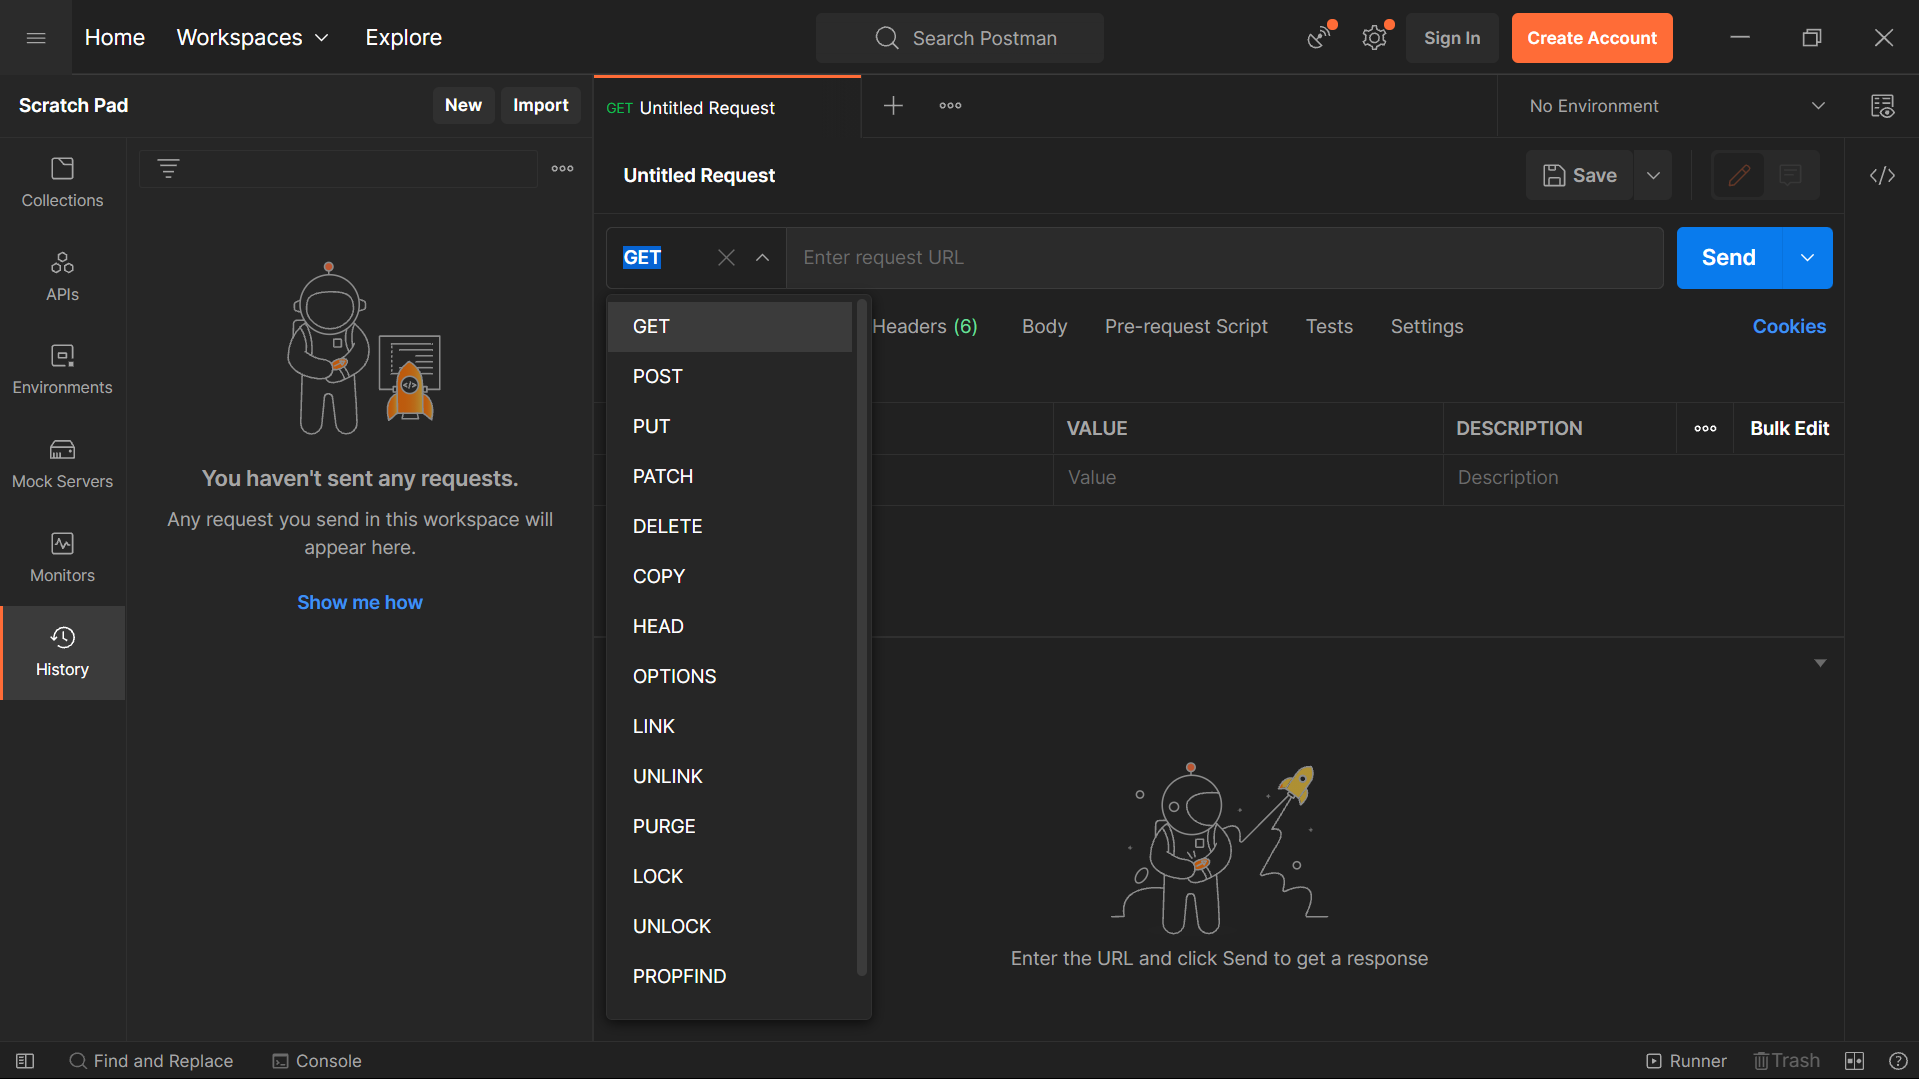 Home
Workspaces
Explore
Search Postman
Sign In
Create Account
Scratch Pad
New
Import
GET Untitled Request
No Environment
Collections
APIs
Environments
Mock Servers
Monitors
History
You haven't sent any requests.
Any request you send in this workspace will
appear here.
Show me how
Untitled Request
Save
GET
Enter request URL
Send
GET
POST
PUT
PATCH
DELETE
COPY
HEAD
OPTIONS
LINK
UNLINK
PURGE
LOCK
UNLOCK
PROPFIND
Headers (6)
Body
Pre-request Script
Tests
Settings
Cookies
VALUE
DESCRIPTION
Bulk Edit
Value
Description
</>
Enter the URL and click Send to get a response
Find and Replace
Console
Runner
Trash